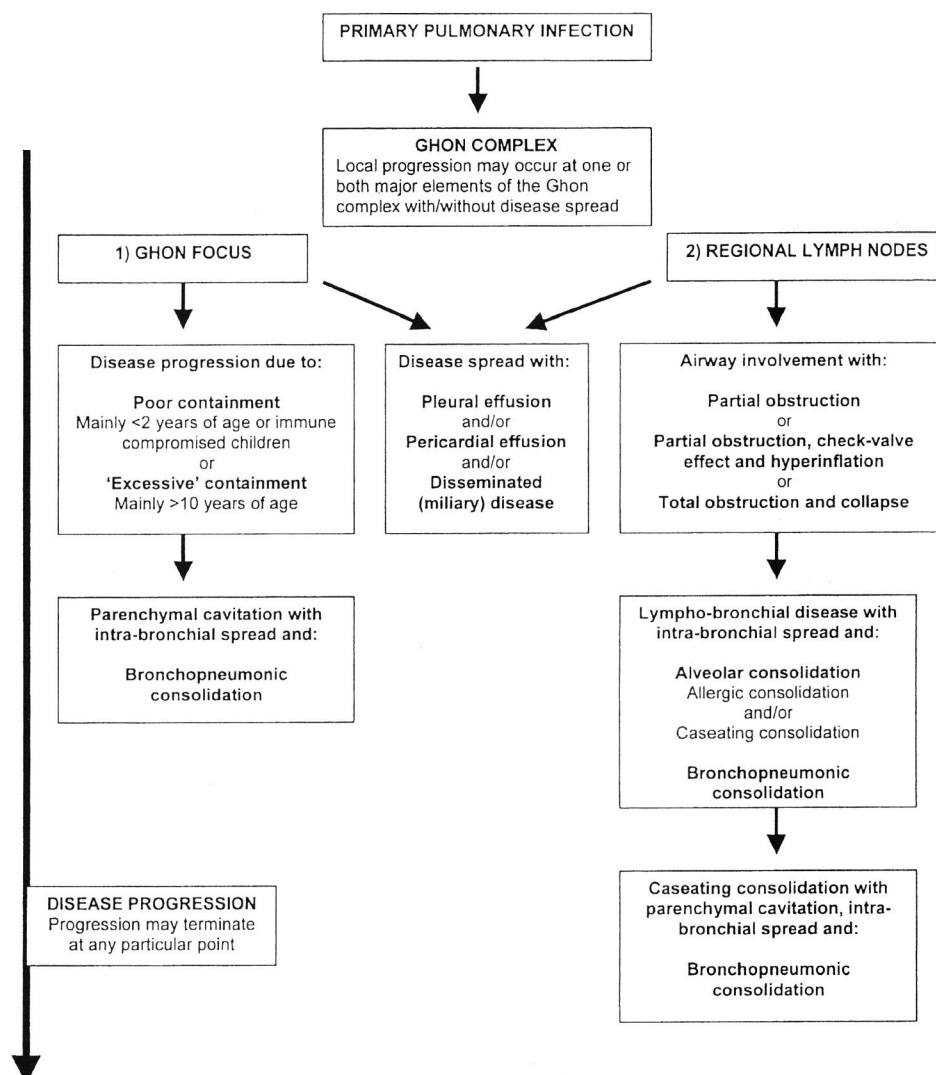 PRIMARY PULMONARY INFECTION
GHON COMPLEX
Local progression may occur at one or
both major elements of the Ghon
complex with/without disease spread
1) GHON FOCUS
2) REGIONAL LYMPH NODES
Disease progression due to:
Poor containment
Mainly <2 years of age or immune
compromised children
or
‘Excessive’ containment
Mainly >10 years of age
Disease spread with:
Pleural effusion
and/or
Pericardial effusion
and/or
Disseminated
(miliary) disease
Airway involvement with:
Partial obstruction
or
Partial obstruction, check-valve
effect and hyperinflation
or
Total obstruction and collapse
Parenchymal cavitation with
intra-bronchial spread and:
Bronchopneumonic
consolidation
Lympho-bronchial disease with
intra-bronchial spread and:
Alveolar consolidation
Allergic consolidation
and/or
Caseating consolidation
Bronchopneumonic
consolidation
DISEASE PROGRESSION
Progression may terminate
at any particular point
Caseating consolidation with
parenchymal cavitation, intra-
bronchial spread and:
Bronchopneumonic
consolidation